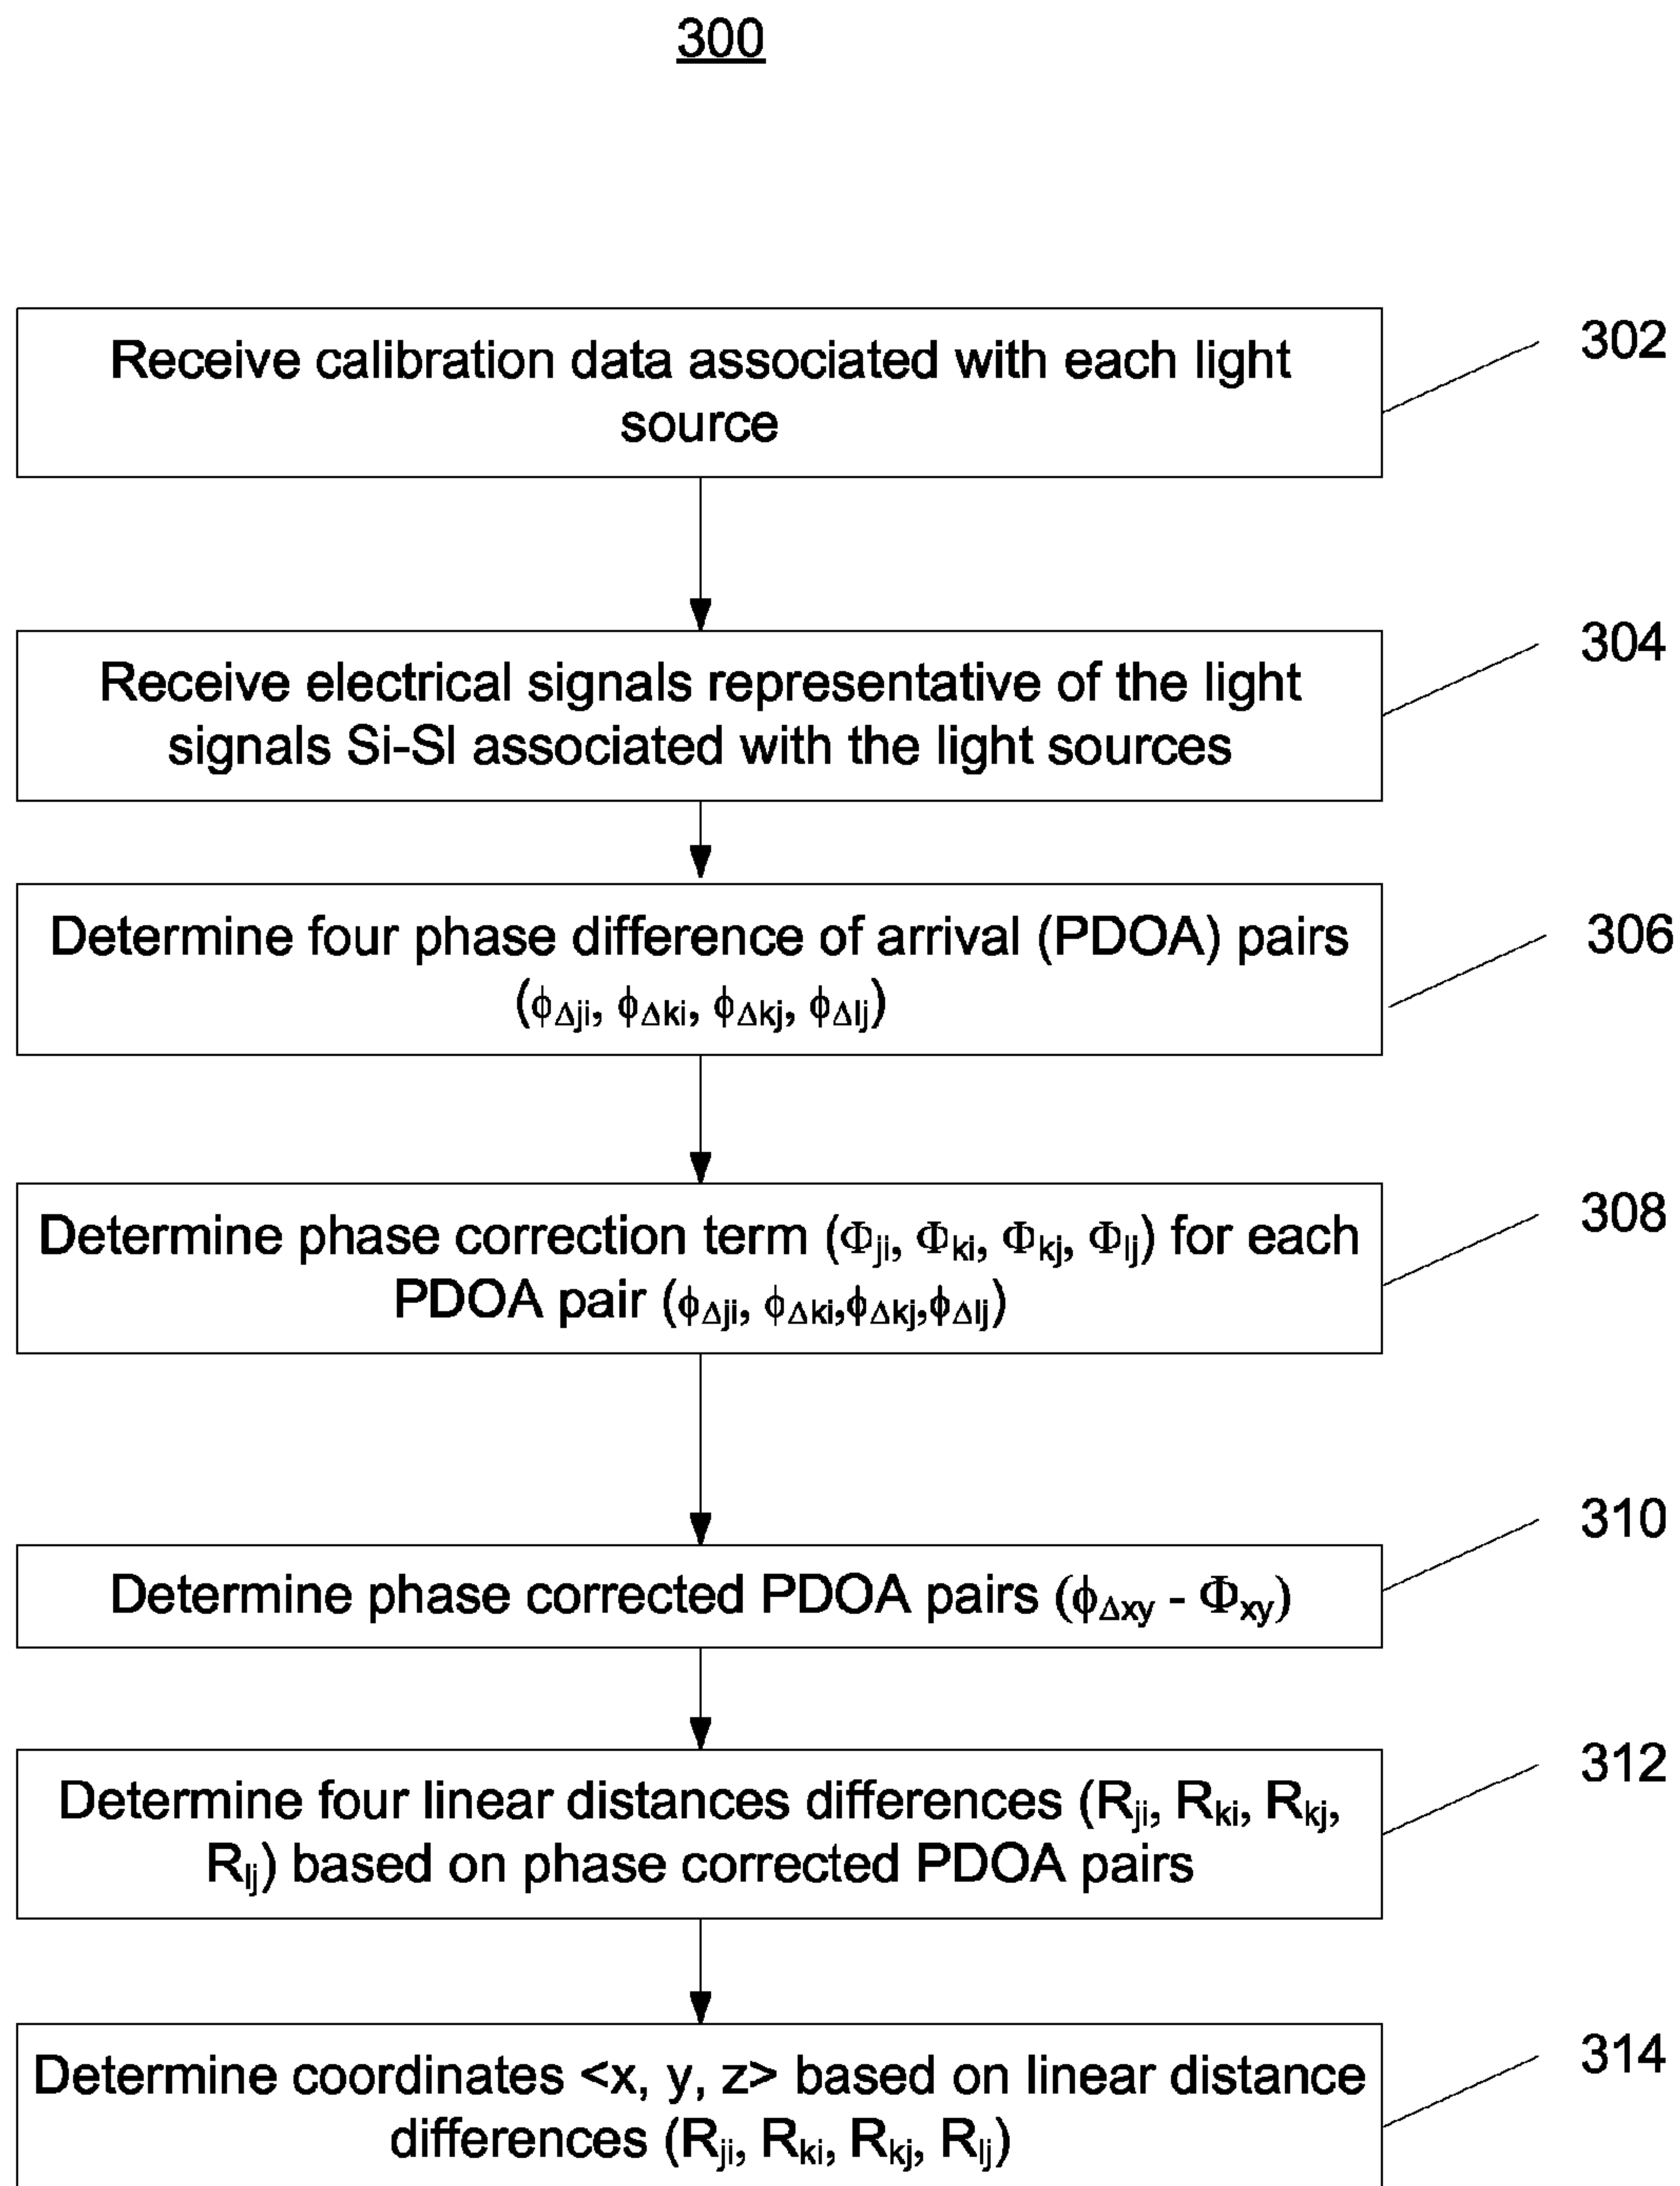 300
Receive calibration data associated with each light
source
302
Receive electrical signals representative of the light
signals Si-Sl associated with the light sources
304
Determine four phase difference of arrival (PDOA) pairs
(ϕΔji, ϕΔki, ϕΔkj, ϕΔlj)
306
Determine phase correction term (Φji, Φki, Φkj, Φlj) for each
PDOA pair (ϕΔji, ϕΔki,ϕΔkj,ϕΔlj)
308
Determine phase corrected PDOA pairs (ϕΔxy - Φxy)
310
Determine four linear distances differences (Rji, Rki, Rkj,
Rlj) based on phase corrected PDOA pairs
312
Determine coordinates <x, y, z> based on linear distance
differences (Rji, Rki, Rkj, Rlj)
314